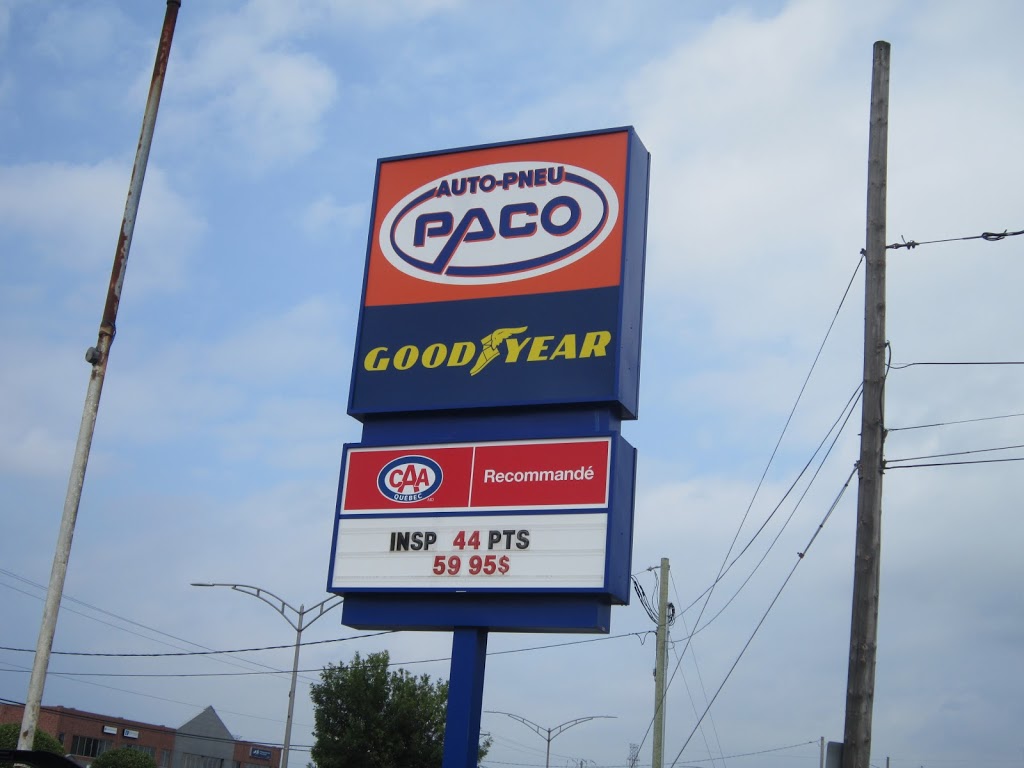 AUTO-PNEU
PACO
GOODYEAR
CAA
QUÉBEC
Recommandé
INSP 44 PTS
59 95$